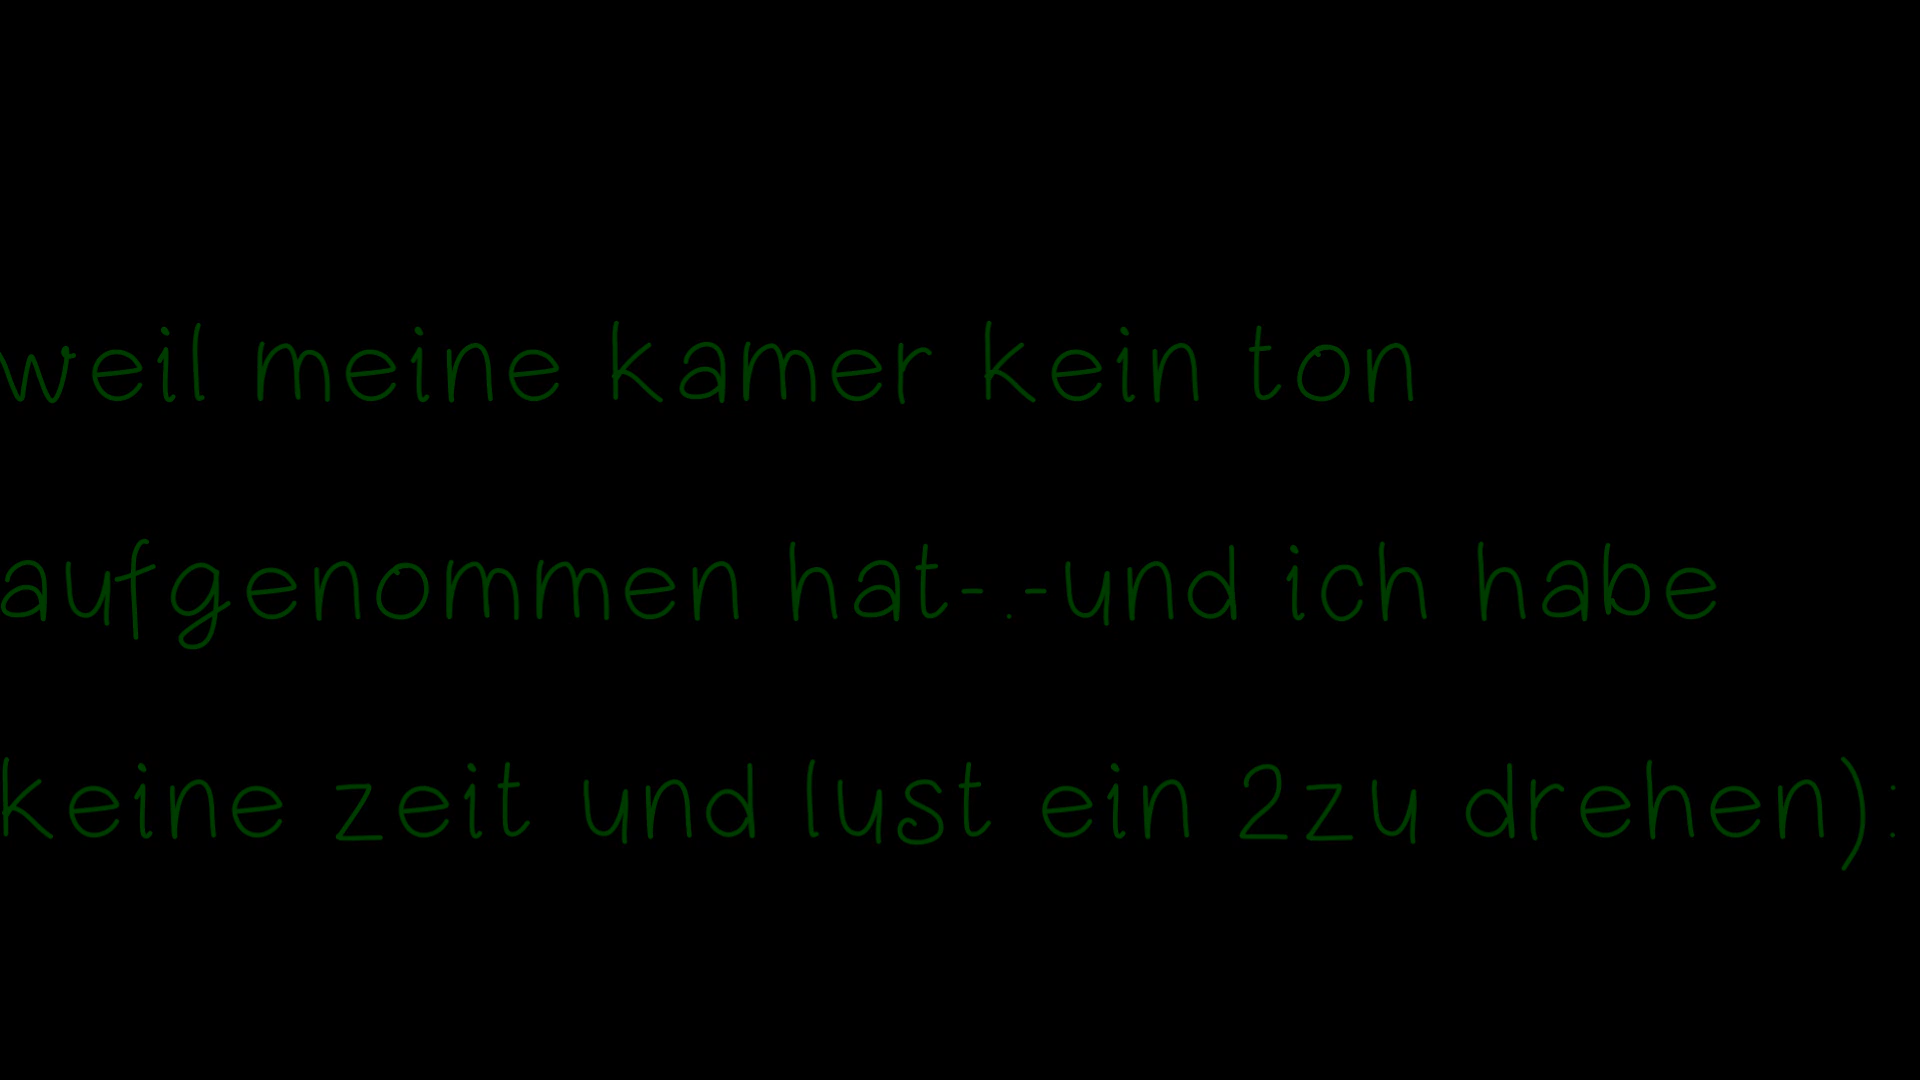 weil meine kamer kein ton
aufgenommen hat-.-und ich habe
keine zeit und lust ein 2zu drehen):